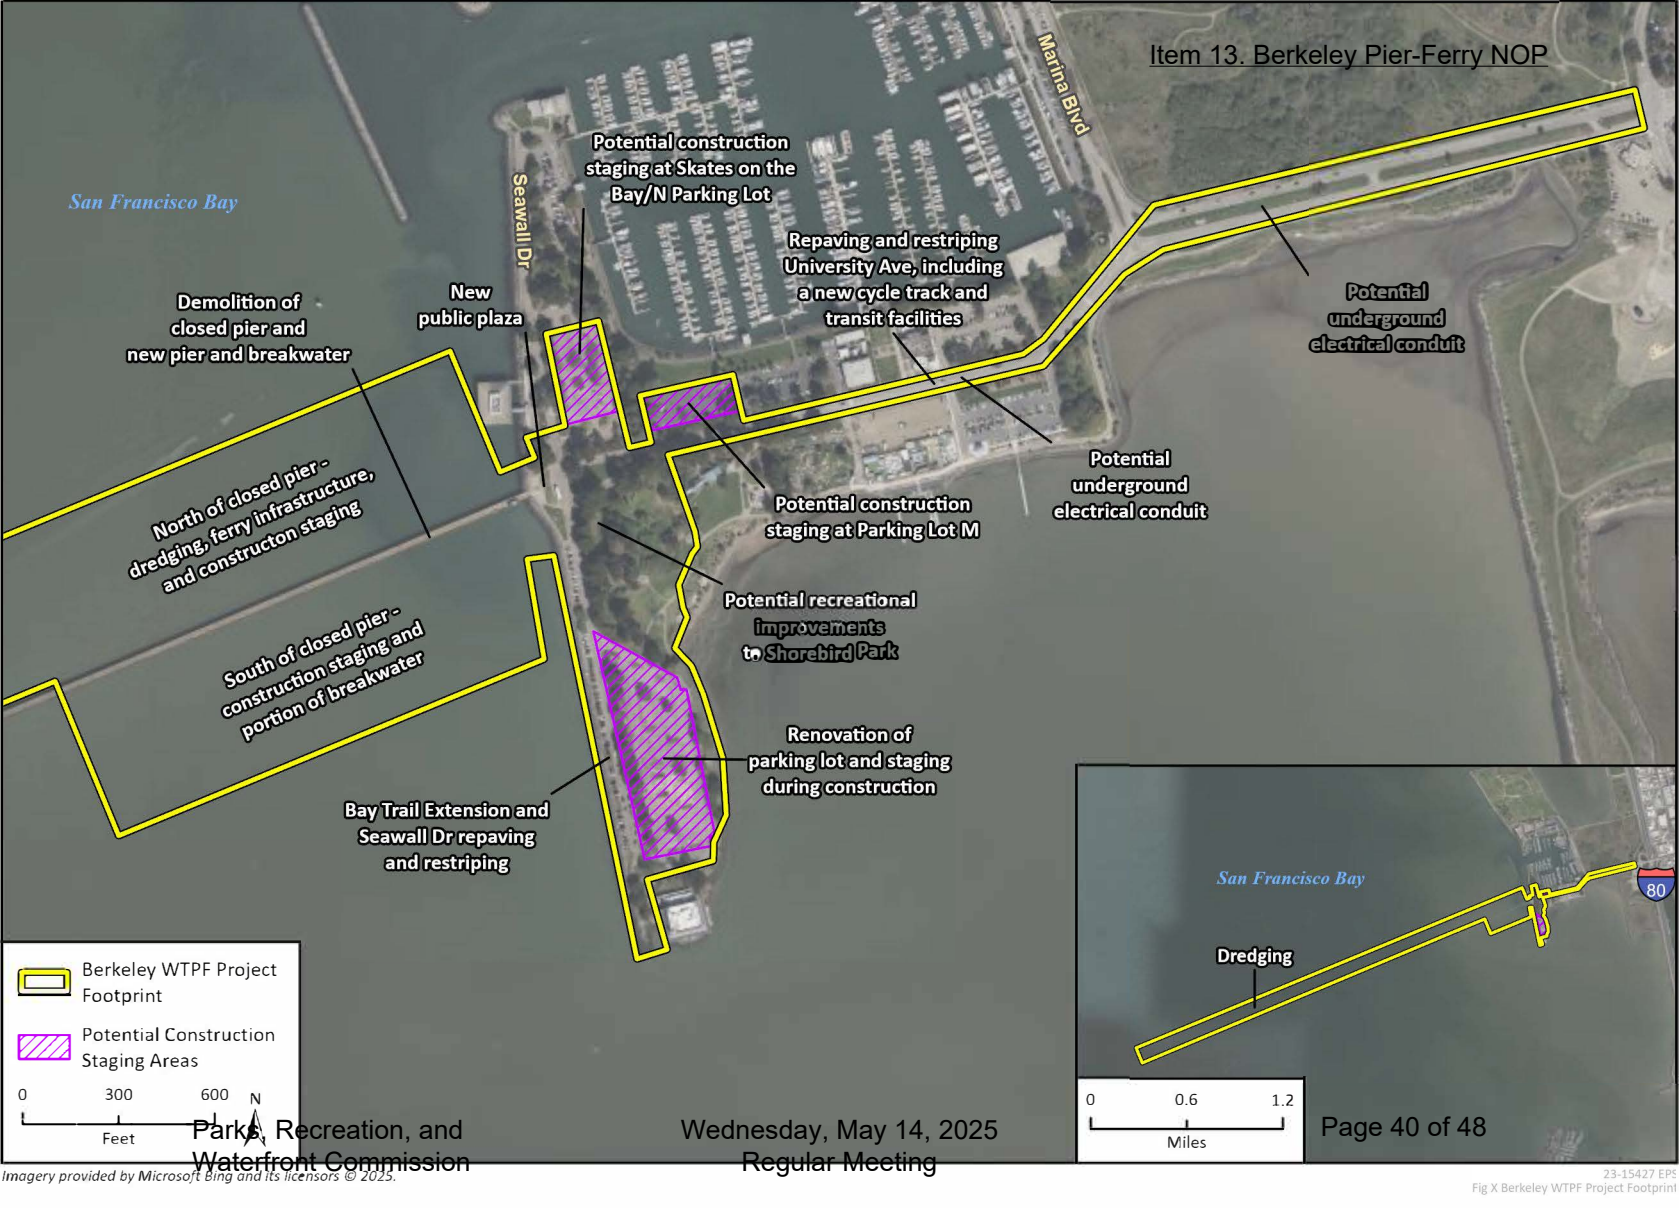 Item 13. Berkeley Pier-Ferry NOP
Marina Blvd
Potential construction
staging at Skates on the
Bay/N Parking Lot
San Francisco Bay
Seawall Dr
Repaving and restriping
University Ave, including
a new cycle track and
transit facilities
New
public plaza
Demolition of
closed pier and
new pier and breakwater
Potential
underground
electrical conduit
North of closed pier -
dredging, ferry infrastructure,
and constructon staging
Potential construction
staging at Parking Lot M
Potential
underground
electrical conduit
Potential recreational
improvements
to Shorebird Park
South of closed pier -
construction staging and
portion of breakwater
Renovation of
parking lot and staging
during construction
Bay Trail Extension and
Seawall Dr repaving
and restriping
San Francisco Bay
80
Dredging
Berkeley WTPF Project
Footprint
Potential Construction
Staging Areas
0 300 600
Feet
N
0 0.6 1.2
Miles
Parks, Recreation, and
Waterfront Commission
Wednesday, May 14, 2025
Regular Meeting
Page 40 of 48
Imagery provided by Microsoft Bing and its licensors © 2025.
23-15427 EPS
Fig X Berkeley WTPF Project Footprint